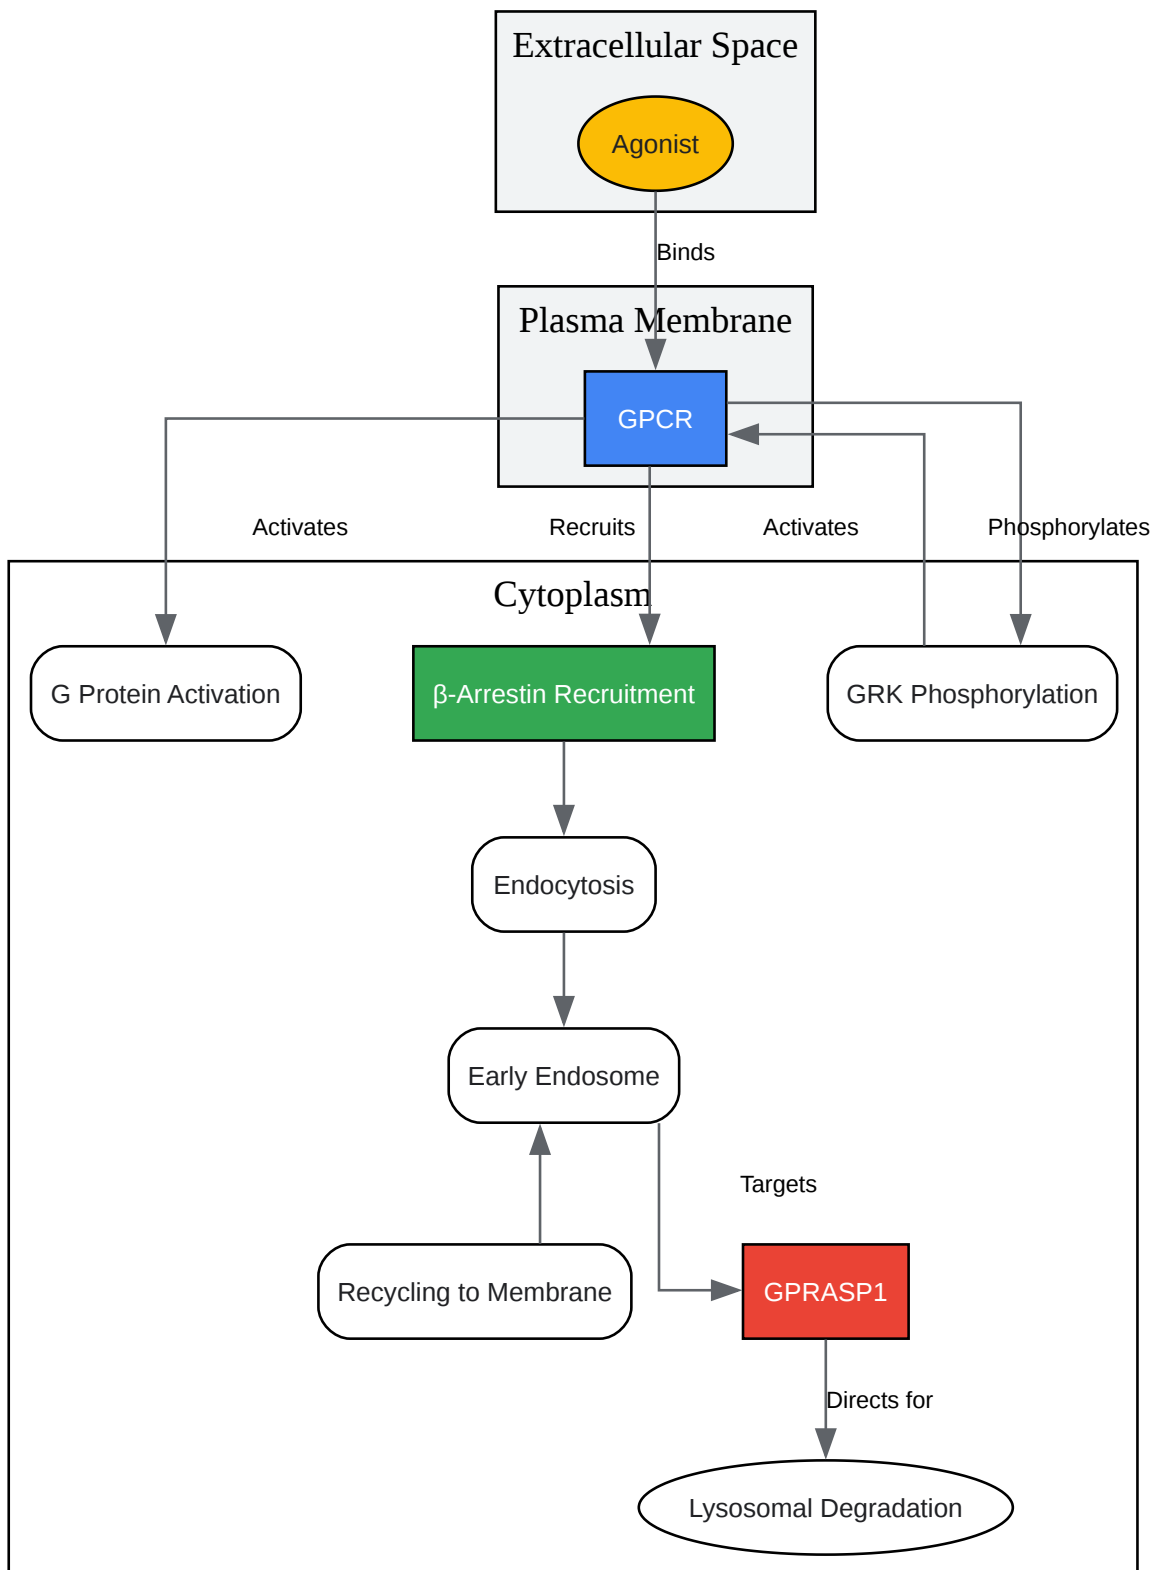 Extracellular Space
Agonist
Binds
Plasma Membrane
GPCR
Activates
Recruits
Activates
Phosphorylates
Cytoplasm
G Protein Activation
β-Arrestin Recruitment
GRK Phosphorylation
Endocytosis
Early Endosome
Targets
Recycling to Membrane
GPRASP1
Directs for
Lysosomal Degradation